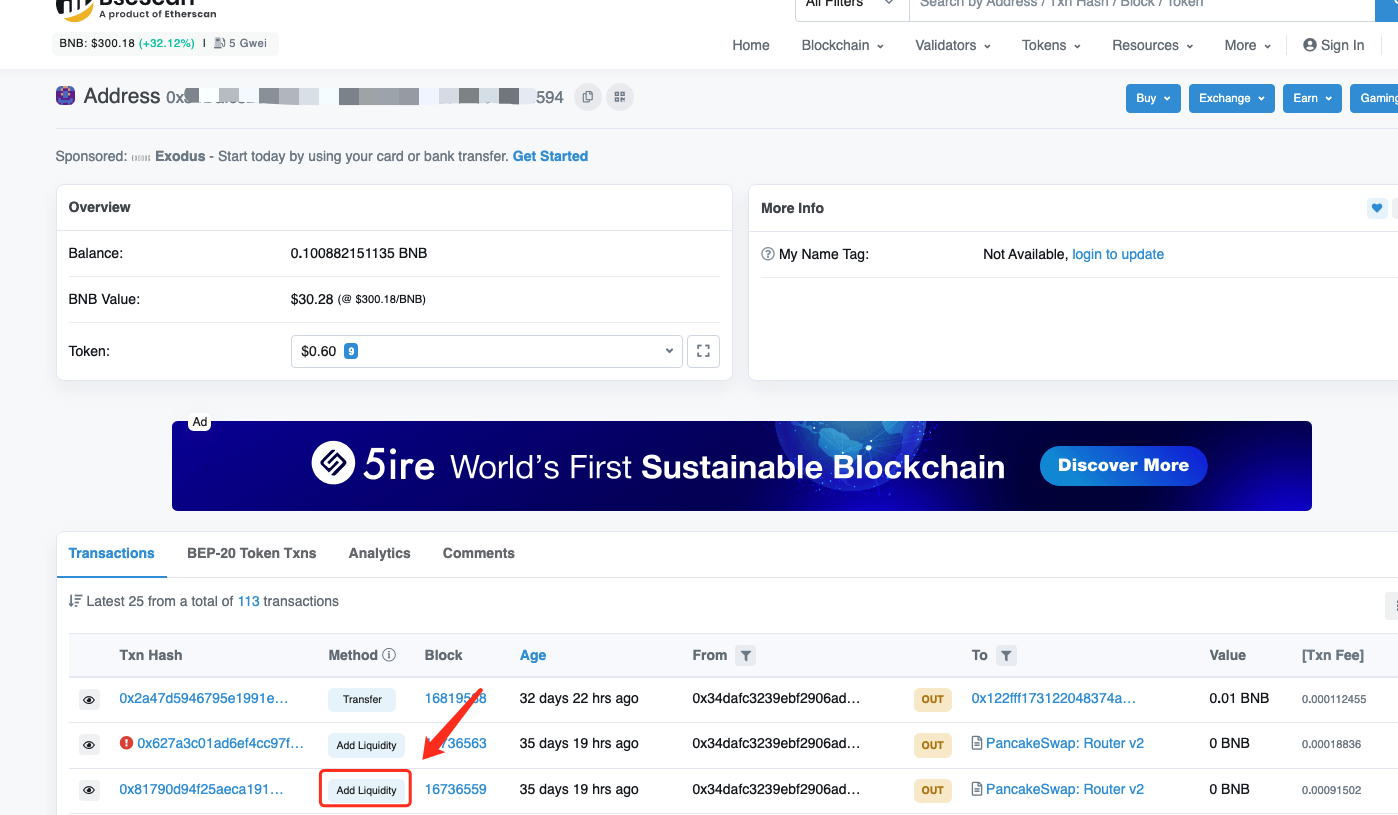 BscScan
All Filters Search by Address / Txn Hash / Block / Token
A product of Etherscan
BNB: $300.18 (+32.12%) | 5 Gwei
Home Blockchain Validators Tokens Resources More Sign In
Address 0x 594
Buy Exchange Earn Gaming
Sponsored: Exodus - Start today by using your card or bank transfer. Get Started
Overview
More Info
Balance: 0.100882151135 BNB
My Name Tag: Not Available, login to update
BNB Value: $30.28 (@ $300.18/BNB)
Token: $0.60 9
Ad
5ire World's First Sustainable Blockchain Discover More
Transactions BEP-20 Token Txns Analytics Comments
Latest 25 from a total of 113 transactions
Txn Hash Method Block Age From To Value [Txn Fee]
0x2a47d5946795e1991e... Transfer 32 days 22 hrs ago 0x34dafc3239ebf2906ad... OUT 0x122fff173122048374a... 0.01 BNB 0.000112455
0x627a3c01ad6ef4cc97f... Add Liquidity 35 days 19 hrs ago 0x34dafc3239ebf2906ad... OUT PancakeSwap: Router v2 0 BNB 0.00018836
0x81790d94f25aeca191... Add Liquidity 16736559 35 days 19 hrs ago 0x34dafc3239ebf2906ad... OUT PancakeSwap: Router v2 0 BNB 0.00091502